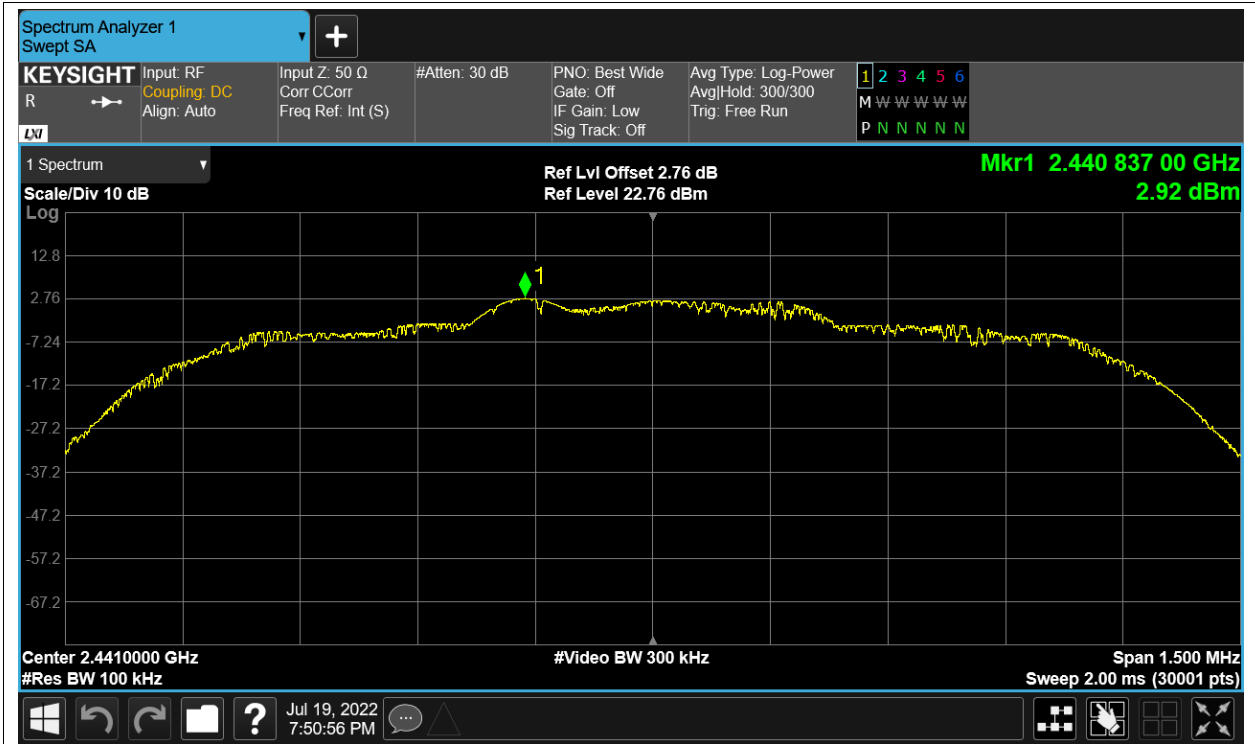 Spectrum Analyzer 1
Swept SA
KEYSIGHT
R
LXI
Input: RF
Coupling: DC
Align: Auto
Input Z: 50 Ω
Corr CCorr
Freq Ref: Int (S)
#Atten: 30 dB
PNO: Best Wide
Gate: Off
IF Gain: Low
Sig Track: Off
Avg Type: Log-Power
Avg|Hold: 300/300
Trig: Free Run
1 2 3 4 5 6
M W W W W W
P N N N N N
1 Spectrum
Scale/Div 10 dB
Log
Ref Lvl Offset 2.76 dB
Ref Level 22.76 dBm
Mkr1 2.440 837 00 GHz
2.92 dBm
1
12.8
2.76
-7.24
-17.2
-27.2
-37.2
-47.2
-57.2
-67.2
Center 2.4410000 GHz
#Res BW 100 kHz
#Video BW 300 kHz
Span 1.500 MHz
Sweep 2.00 ms (30001 pts)
?
Jul 19, 2022
7:50:56 PM